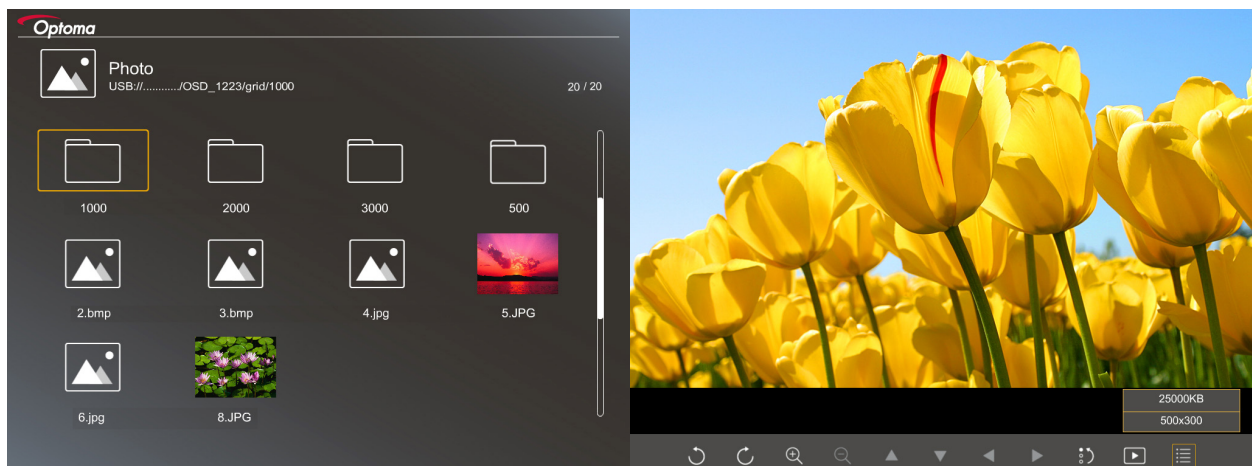 Optoma
Photo
USB://.........../OSD_1223/grid/1000
20 / 20
1000
2000
3000
500
2.bmp
3.bmp
4.jpg
5.JPG
6.jpg
8.JPG
25000KB
500x300